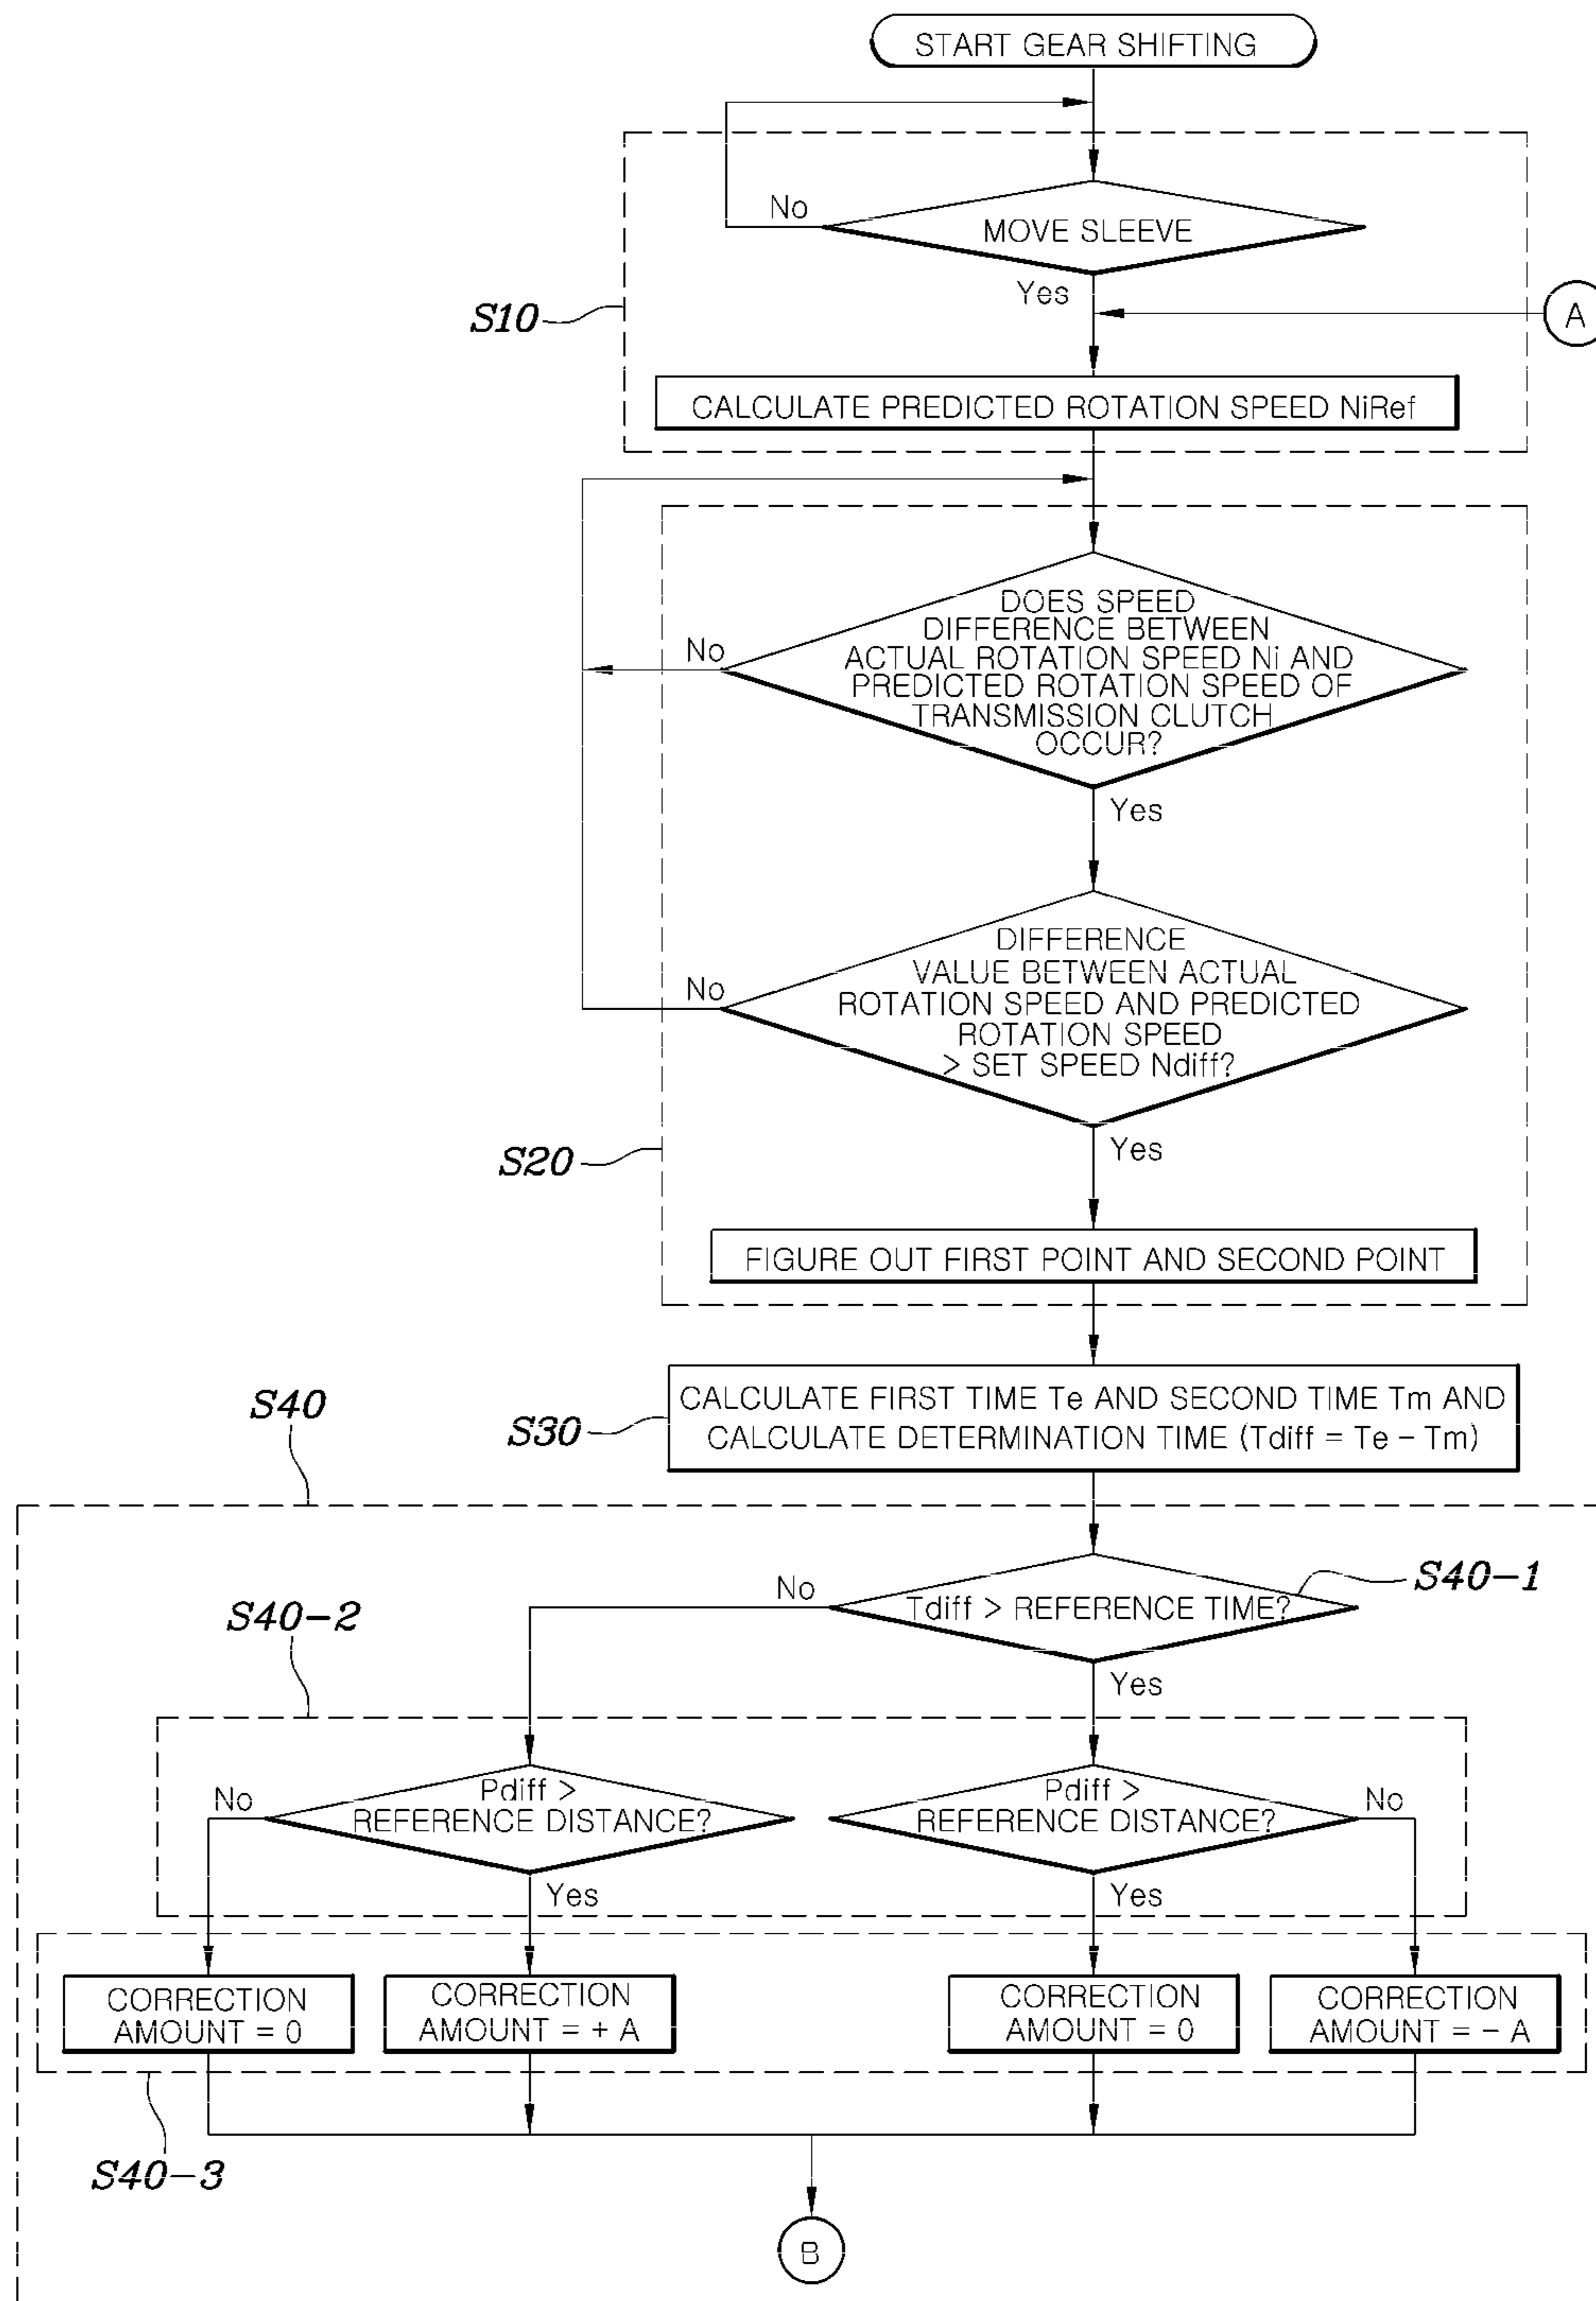 START GEAR SHIFTING
No
MOVE SLEEVE
Yes
S10
A
CALCULATE PREDICTED ROTATION SPEED NiRef
DOES SPEED
DIFFERENCE BETWEEN
ACTUAL ROTATION SPEED Ni AND
PREDICTED ROTATION SPEED OF
TRANSMISSION CLUTCH
OCCUR?
No
Yes
DIFFERENCE
VALUE BETWEEN ACTUAL
ROTATION SPEED AND PREDICTED
ROTATION SPEED
> SET SPEED Ndiff?
No
Yes
S20
FIGURE OUT FIRST POINT AND SECOND POINT
S40
S30
CALCULATE FIRST TIME Te AND SECOND TIME Tm AND
CALCULATE DETERMINATION TIME (Tdiff = Te - Tm)
No
S40-1
Tdiff > REFERENCE TIME?
S40-2
Yes
No
Pdiff >
REFERENCE DISTANCE?
Yes
Pdiff >
REFERENCE DISTANCE?
No
Yes
CORRECTION
AMOUNT = 0
CORRECTION
AMOUNT = + A
CORRECTION
AMOUNT = 0
CORRECTION
AMOUNT = - A
S40-3
B